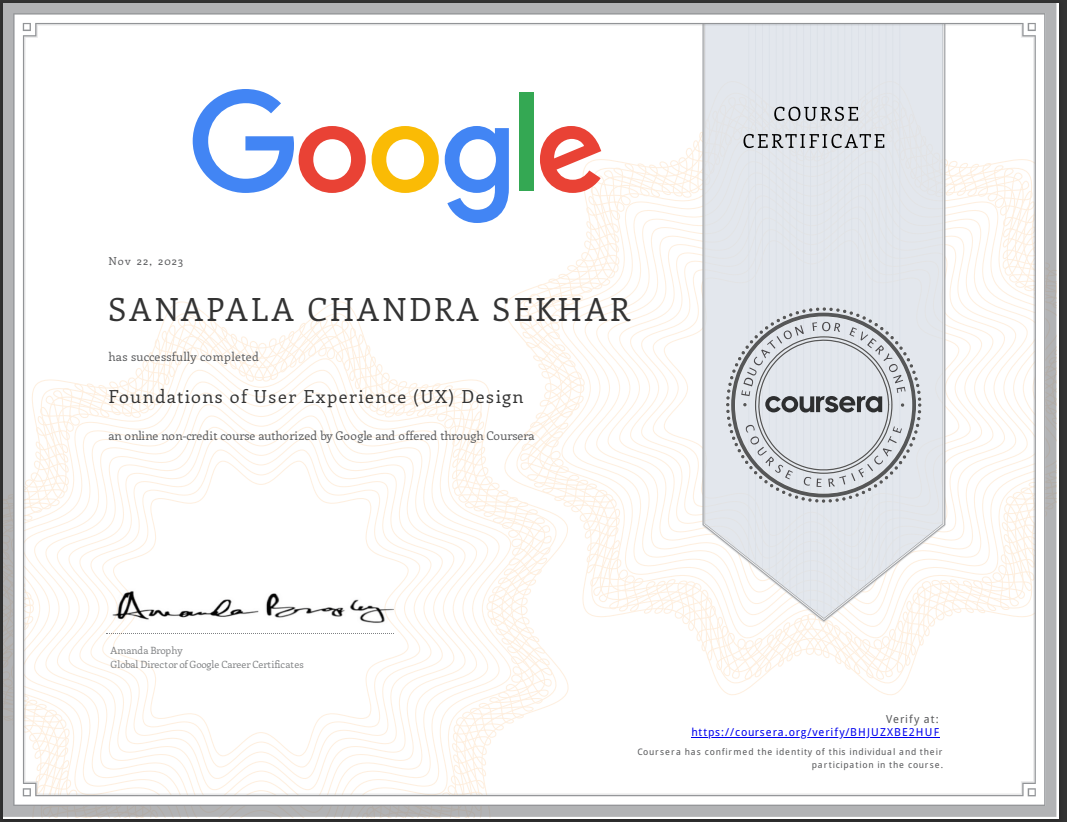 Google
COURSE
CERTIFICATE
Nov 22, 2023
SANAPALA CHANDRA SEKHAR
has successfully completed
Foundations of User Experience (UX) Design
an online non-credit course authorized by Google and offered through Coursera
EDUCATION FOR EVERYONE
coursera
COURSE CERTIFICATE
Amanda Brophy
Amanda Brophy
Global Director of Google Career Certificates
Verify at:
https://coursera.org/verify/BHJUZXBE2HUF
Coursera has confirmed the identity of this individual and their
participation in the course.